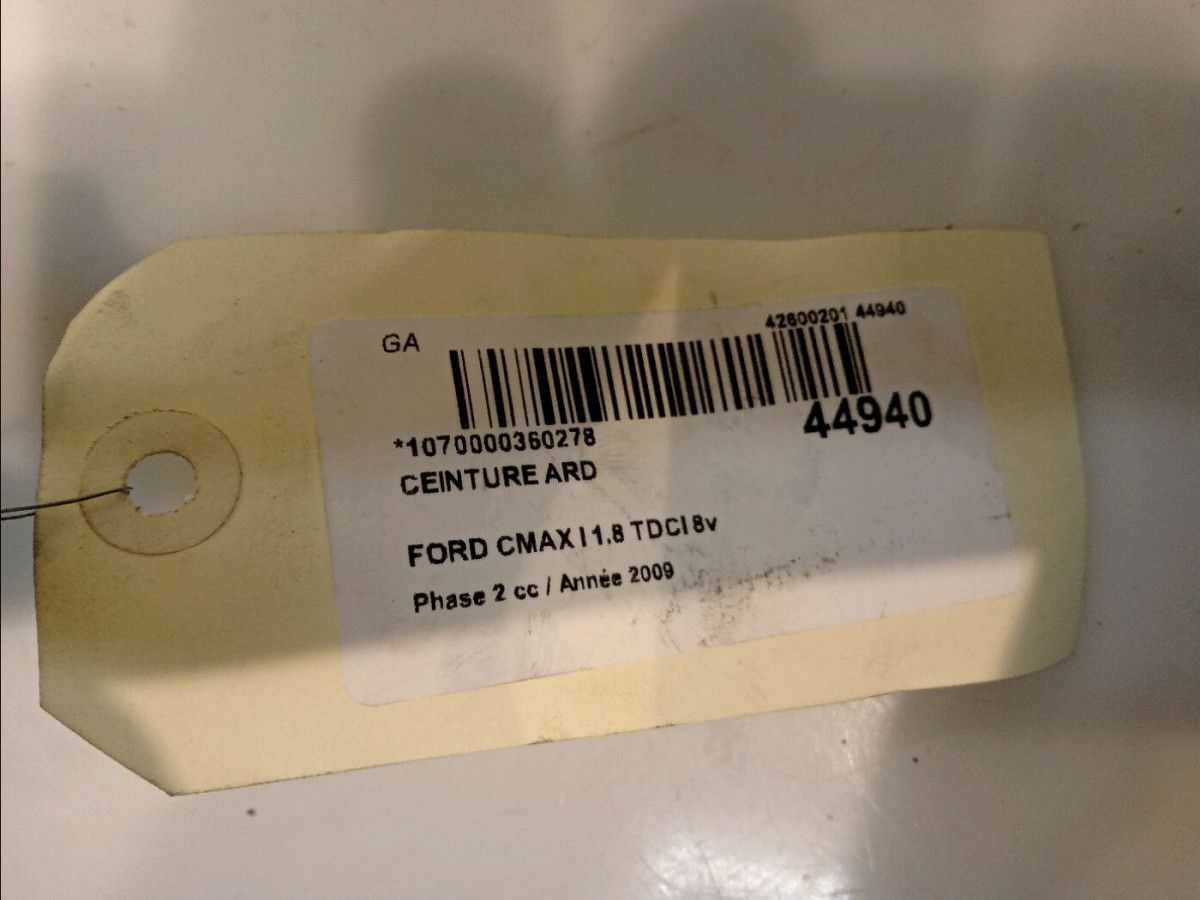 GA
42600201 44940
44940
*1070000360278
CEINTURE ARD
FORD CMAX I 1.8 TDCI 8v
Phase 2 cc / Année 2009